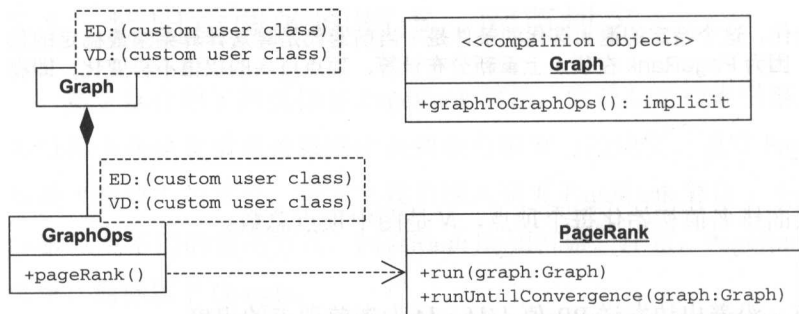 ED:(custom user class)
VD:(custom user class)
Graph
<<compainion object>>
Graph
+graphToGraphOps(): implicit
ED:(custom user class)
VD:(custom user class)
GraphOps
+pageRank()
PageRank
+run(graph:Graph)
+runUntilConvergence(graph:Graph)